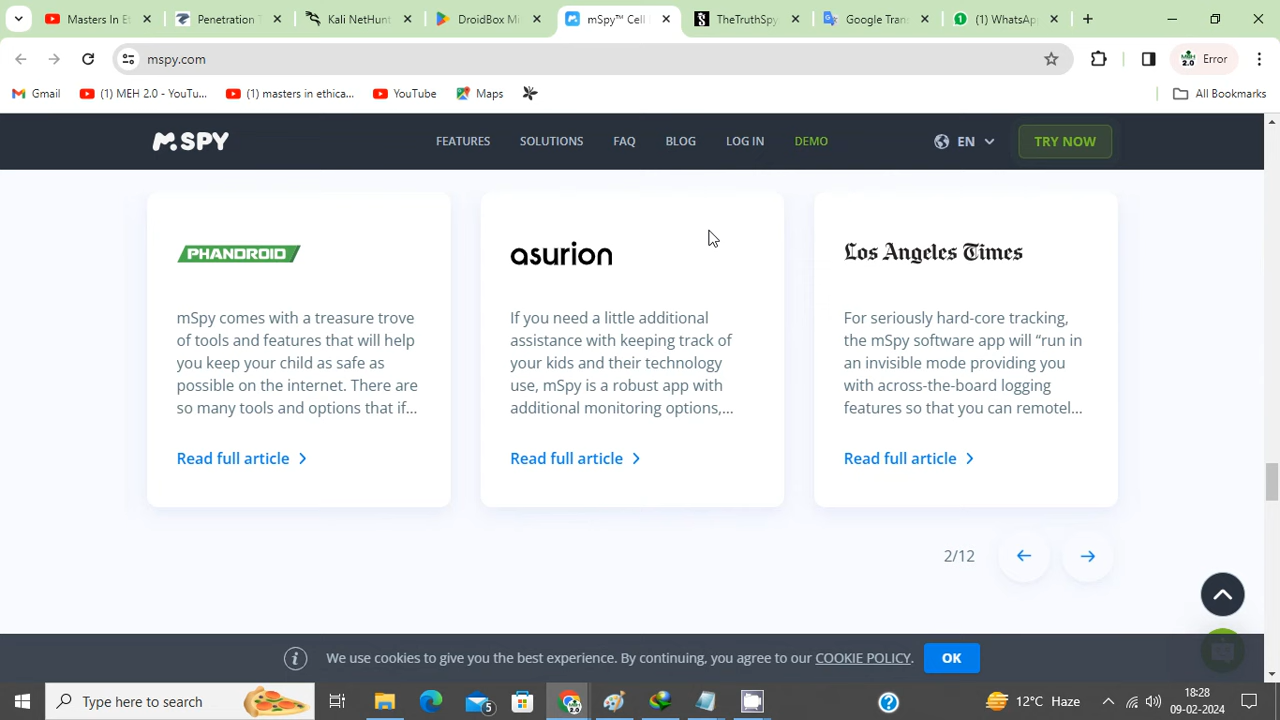 Masters In E
Penetration T
Kali NetHunt
DroidBox Mi
mSpy™ Cell
TheTruthSpy
Google Tran
(1) WhatsAp
mspy.com
Error
Gmail
(1) MEH 2.0 - YouTu...
(1) masters in ethica...
YouTube
Maps
All Bookmarks
mSPY
FEATURES
SOLUTIONS
FAQ
BLOG
LOG IN
DEMO
EN
TRY NOW
PHANDROID
mSpy comes with a treasure trove
of tools and features that will help
you keep your child as safe as
possible on the internet. There are
so many tools and options that if...
Read full article
asurion
If you need a little additional
assistance with keeping track of
your kids and their technology
use, mSpy is a robust app with
additional monitoring options,...
Read full article
Los Angeles Times
For seriously hard-core tracking,
the mSpy software app will “run in
an invisible mode providing you
with across-the-board logging
features so that you can remotel...
Read full article
2/12
We use cookies to give you the best experience. By continuing, you agree to our COOKIE POLICY.
OK
Type here to search
5
2.0
12°C Haze
18:28
09-02-2024